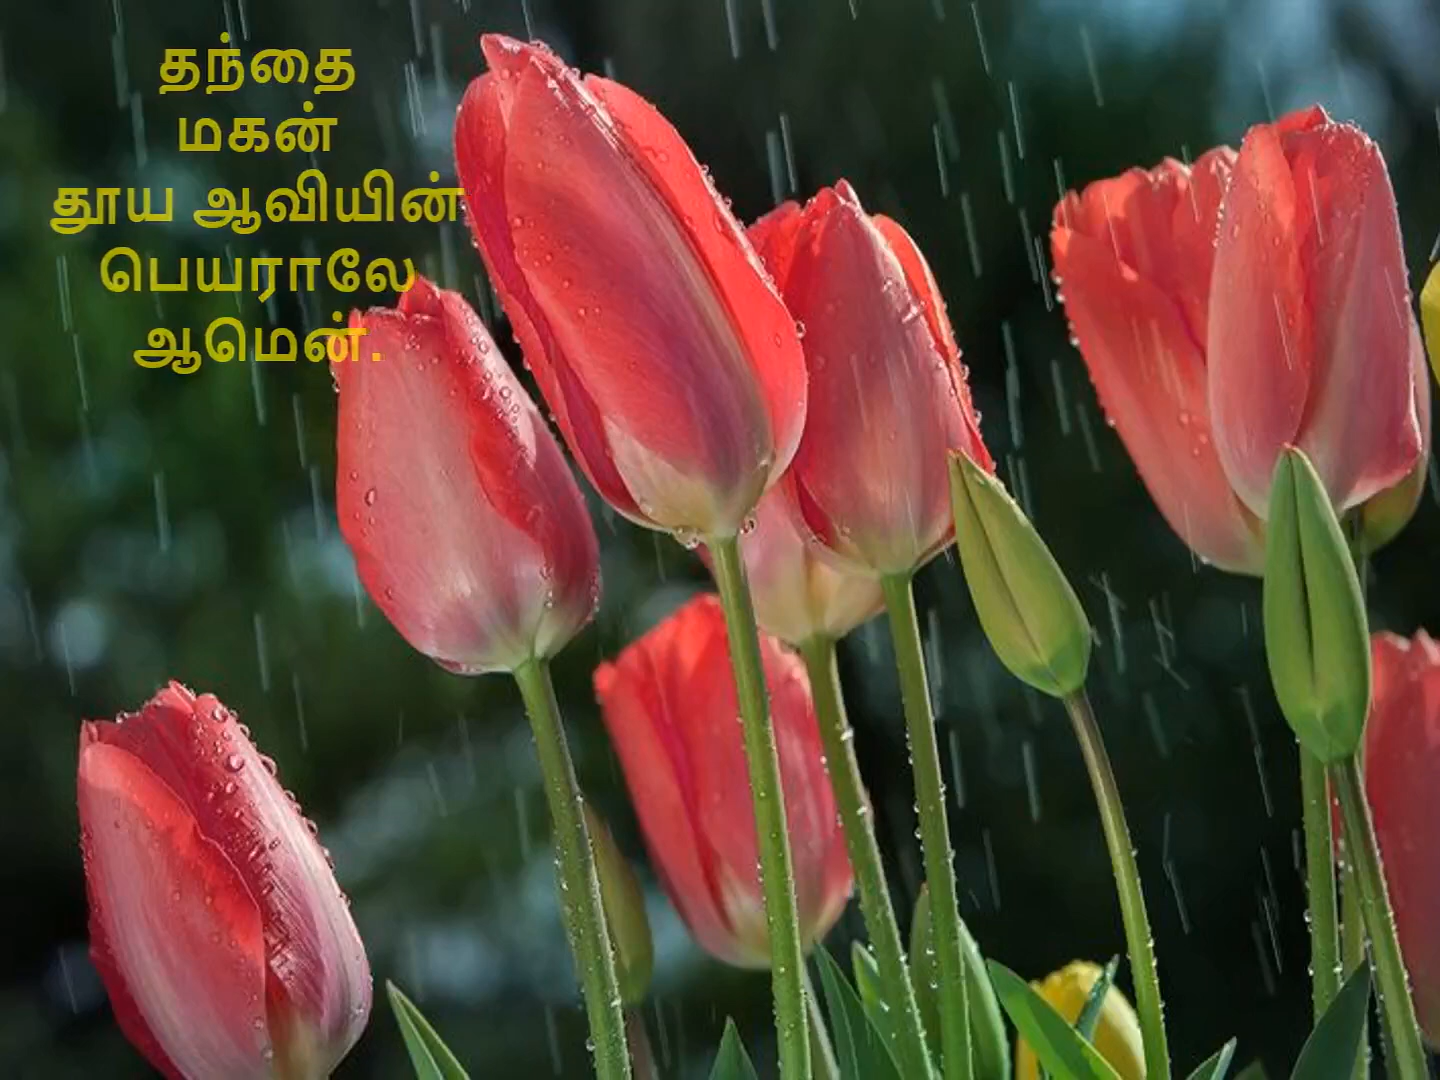 தந்தை
மகன்
தூய ஆவியின்
பெயராலே
ஆமென்.